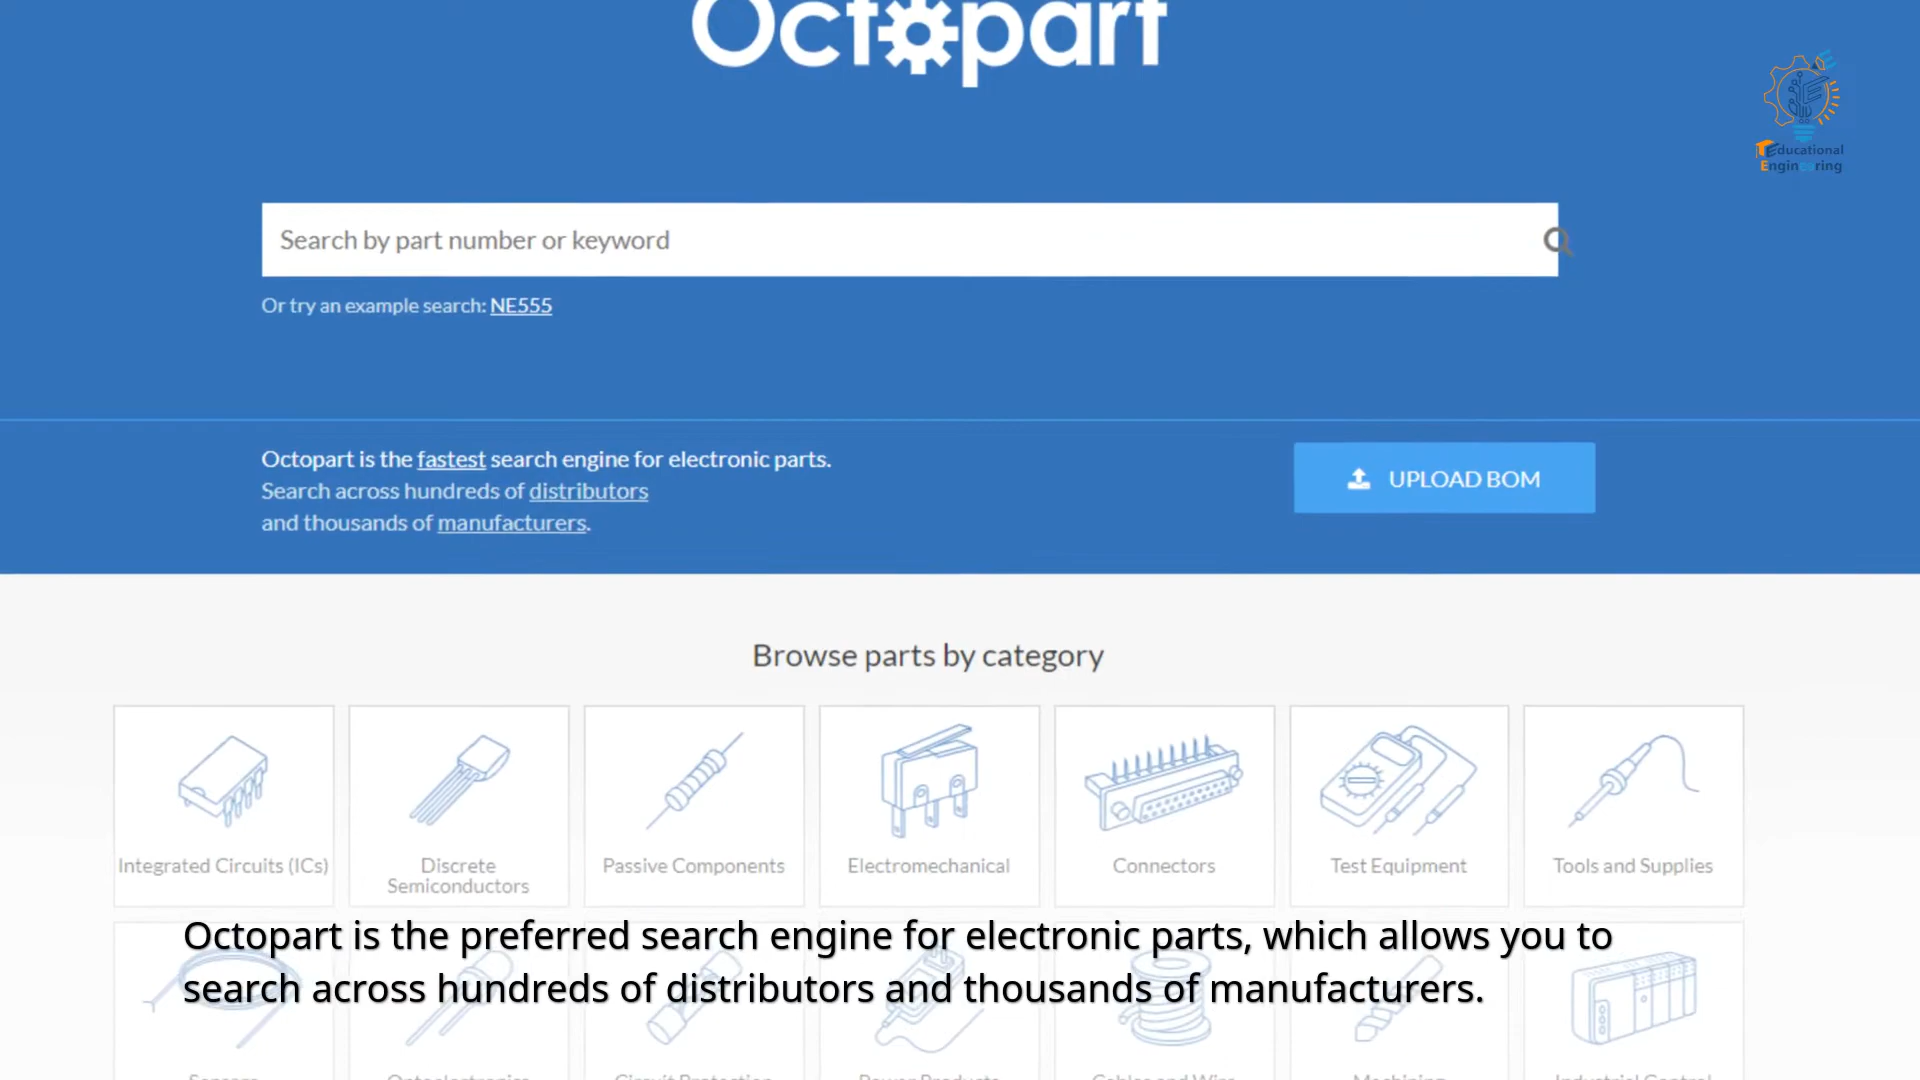 Octopart
Educational
Engineering
Search by part number or keyword
Or try an example search: NE555
Octopart is the fastest search engine for electronic parts.
Search across hundreds of distributors
and thousands of manufacturers.
UPLOAD BOM
Browse parts by category
Integrated Circuits (ICs)
Discrete
Semiconductors
Passive Components
Electromechanical
Connectors
Test Equipment
Tools and Supplies
Octopart is the preferred search engine for electronic parts, which allows you to
search across hundreds of distributors and thousands of manufacturers.
Sensors
Optoelectronics
Circuit Protection
Power Products
Cables and Wire
Machining
Industrial Control